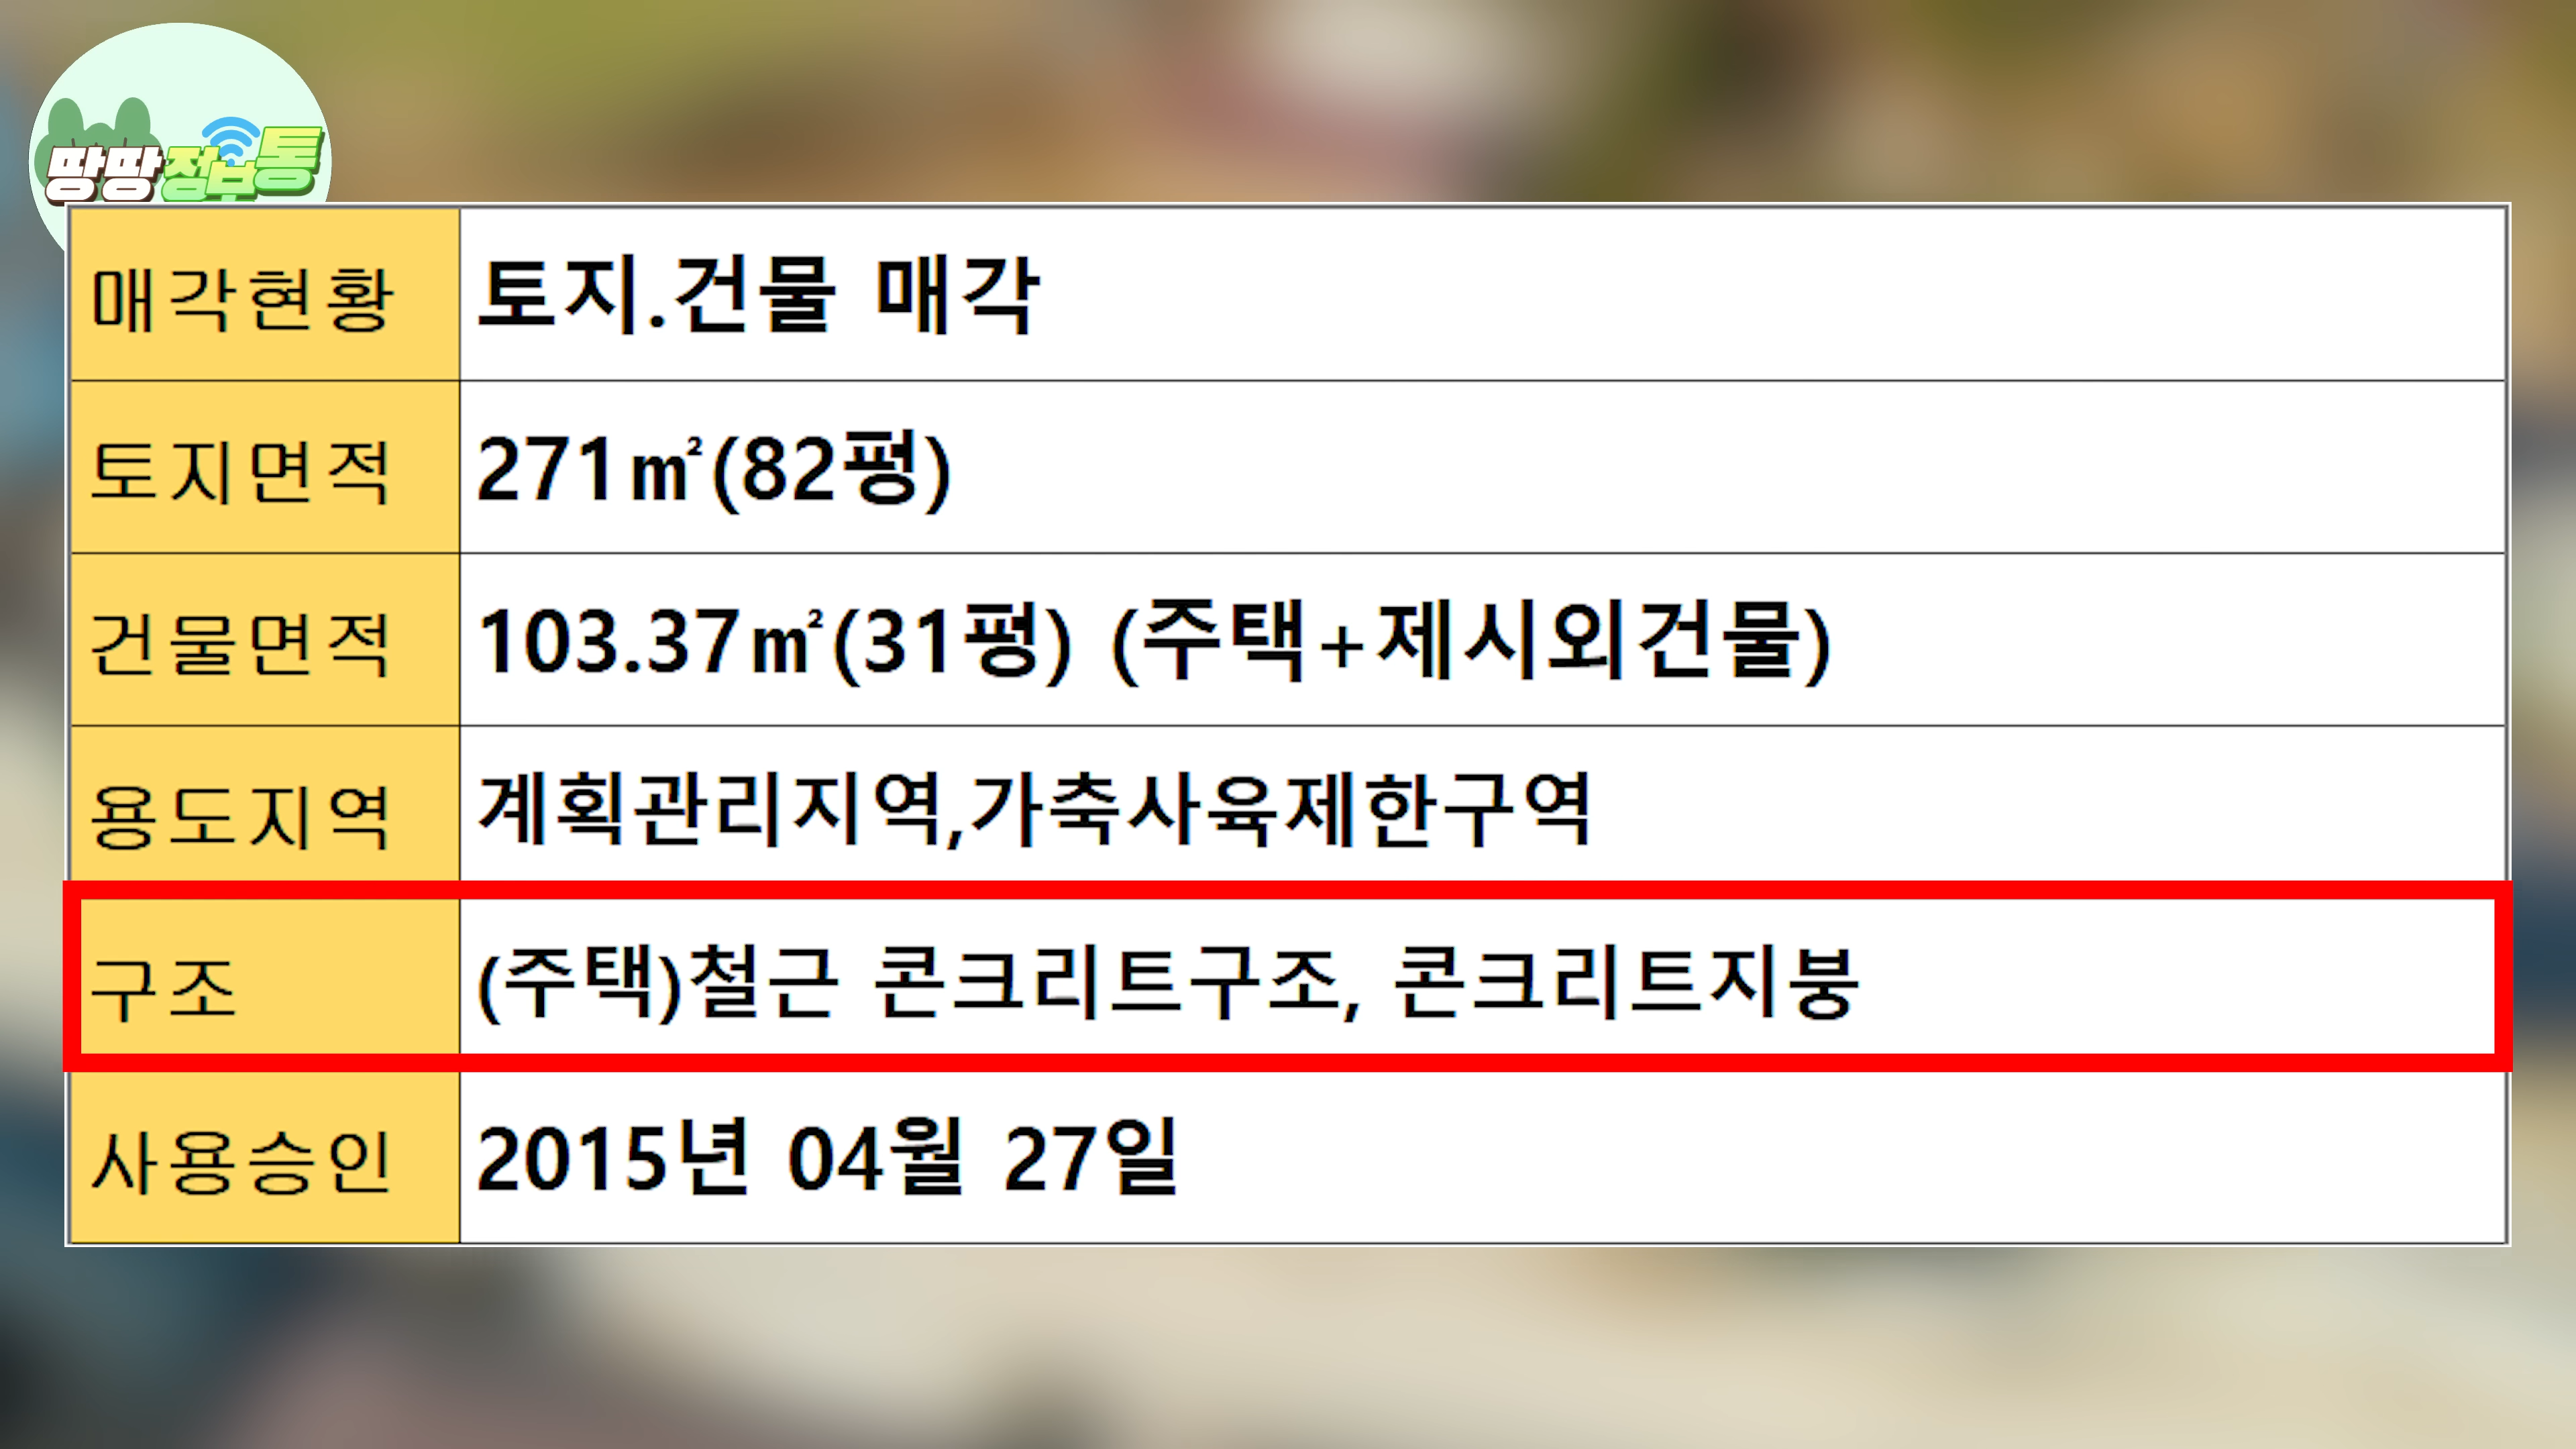 땅땅정보통
매각현황 토지.건물 매각
토지면적 271㎡(82평)
건물면적 103.37㎡(31평) (주택+제시외건물)
용도지역 계획관리지역,가축사육제한구역
구조 (주택)철근 콘크리트구조, 콘크리트지붕
사용승인 2015년 04월 27일